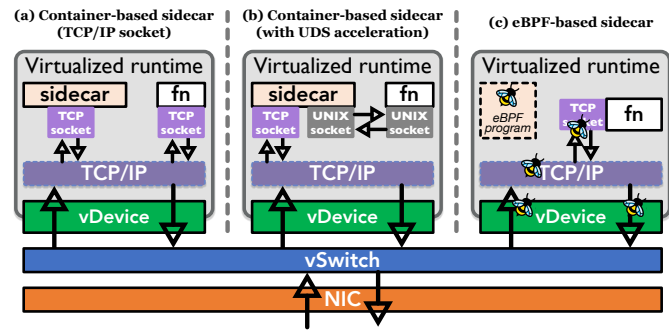 (a) Container-based sidecar
(TCP/IP socket)
Virtualized runtime
sidecar
fn
TCP
socket
TCP
socket
TCP/IP
vDevice
(b) Container-based sidecar
(with UDS acceleration)
Virtualized runtime
sidecar
fn
TCP
socket
UNIX
socket
UNIX
socket
TCP/IP
vDevice
(c) eBPF-based sidecar
Virtualized runtime
eBPF
program
TCP
socket
fn
TCP/IP
vDevice
vSwitch
NIC